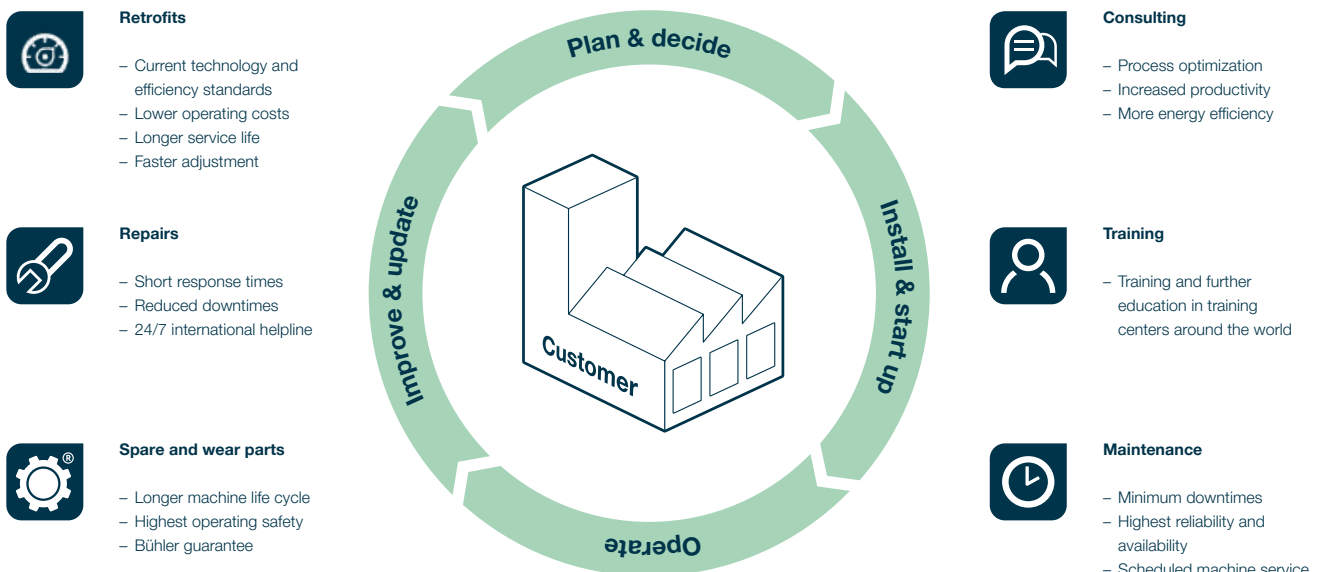 Retrofits
– Current technology and
efficiency standards
– Lower operating costs
– Longer service life
– Faster adjustment
Repairs
– Short response times
– Reduced downtimes
– 24/7 international helpline
®
Spare and wear parts
– Longer machine life cycle
– Highest operating safety
– Bühler guarantee
Plan & decide
Install & start up
Operate
Improve & update
Customer
Consulting
– Process optimization
– Increased productivity
– More energy efficiency
Training
– Training and further
education in training
centers around the world
Maintenance
– Minimum downtimes
– Highest reliability and
availability
– Scheduled machine service